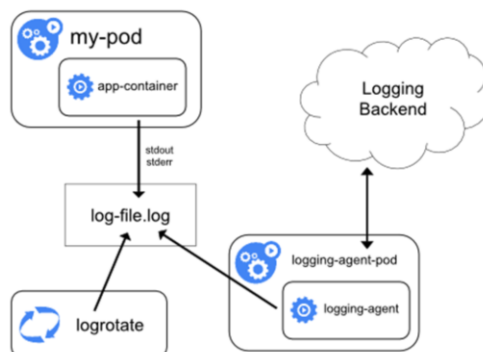 my-pod
app-container
stdout
stderr
log-file.log
logrotate
Logging
Backend
logging-agent-pod
logging-agent